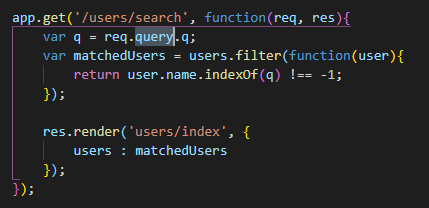 app.get('/users/search', function(req, res){
    var q = req.query.q;
    var matchedUsers = users.filter(function(user){
        return user.name.indexOf(q) !== -1;
    });

    res.render('users/index', {
        users : matchedUsers
    });
});